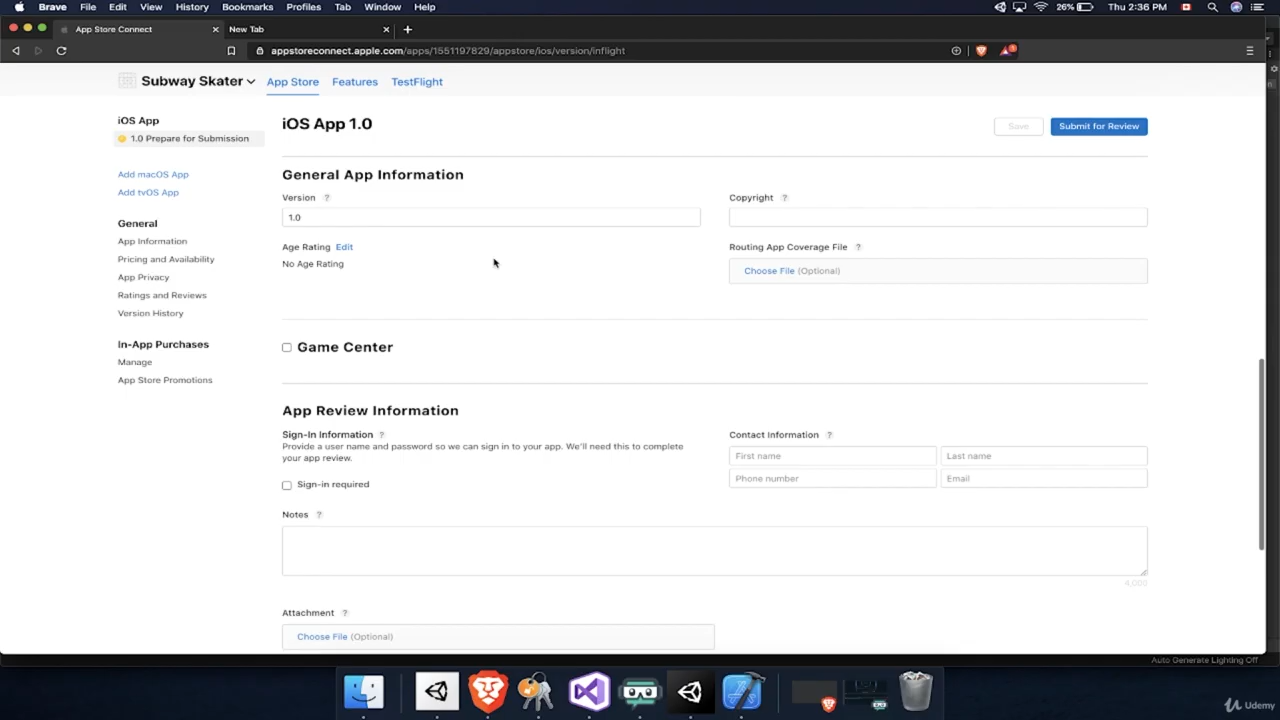 Brave File Edit View History Bookmarks Profiles Tab Window Help 26% Thu 2:36 PM
App Store Connect New Tab
appstoreconnect.apple.com/apps/1551197829/appstore/ios/version/inflight
Subway Skater App Store Features TestFlight
iOS App
1.0 Prepare for Submission
Add macOS App
Add tvOS App
General
App Information
Pricing and Availability
App Privacy
Ratings and Reviews
Version History
In-App Purchases
Manage
App Store Promotions
iOS App 1.0
Save Submit for Review
General App Information
Version ?
1.0
Copyright ?
Age Rating Edit
No Age Rating
Routing App Coverage File ?
Choose File (Optional)
Game Center
App Review Information
Sign-In Information ?
Provide a user name and password so we can sign in to your app. We'll need this to complete
your app review.
Sign-in required
Contact Information ?
First name Last name
Phone number Email
Notes ?
4,000
Attachment ?
Choose File (Optional)
Auto Generate Lighting Off
Udemy